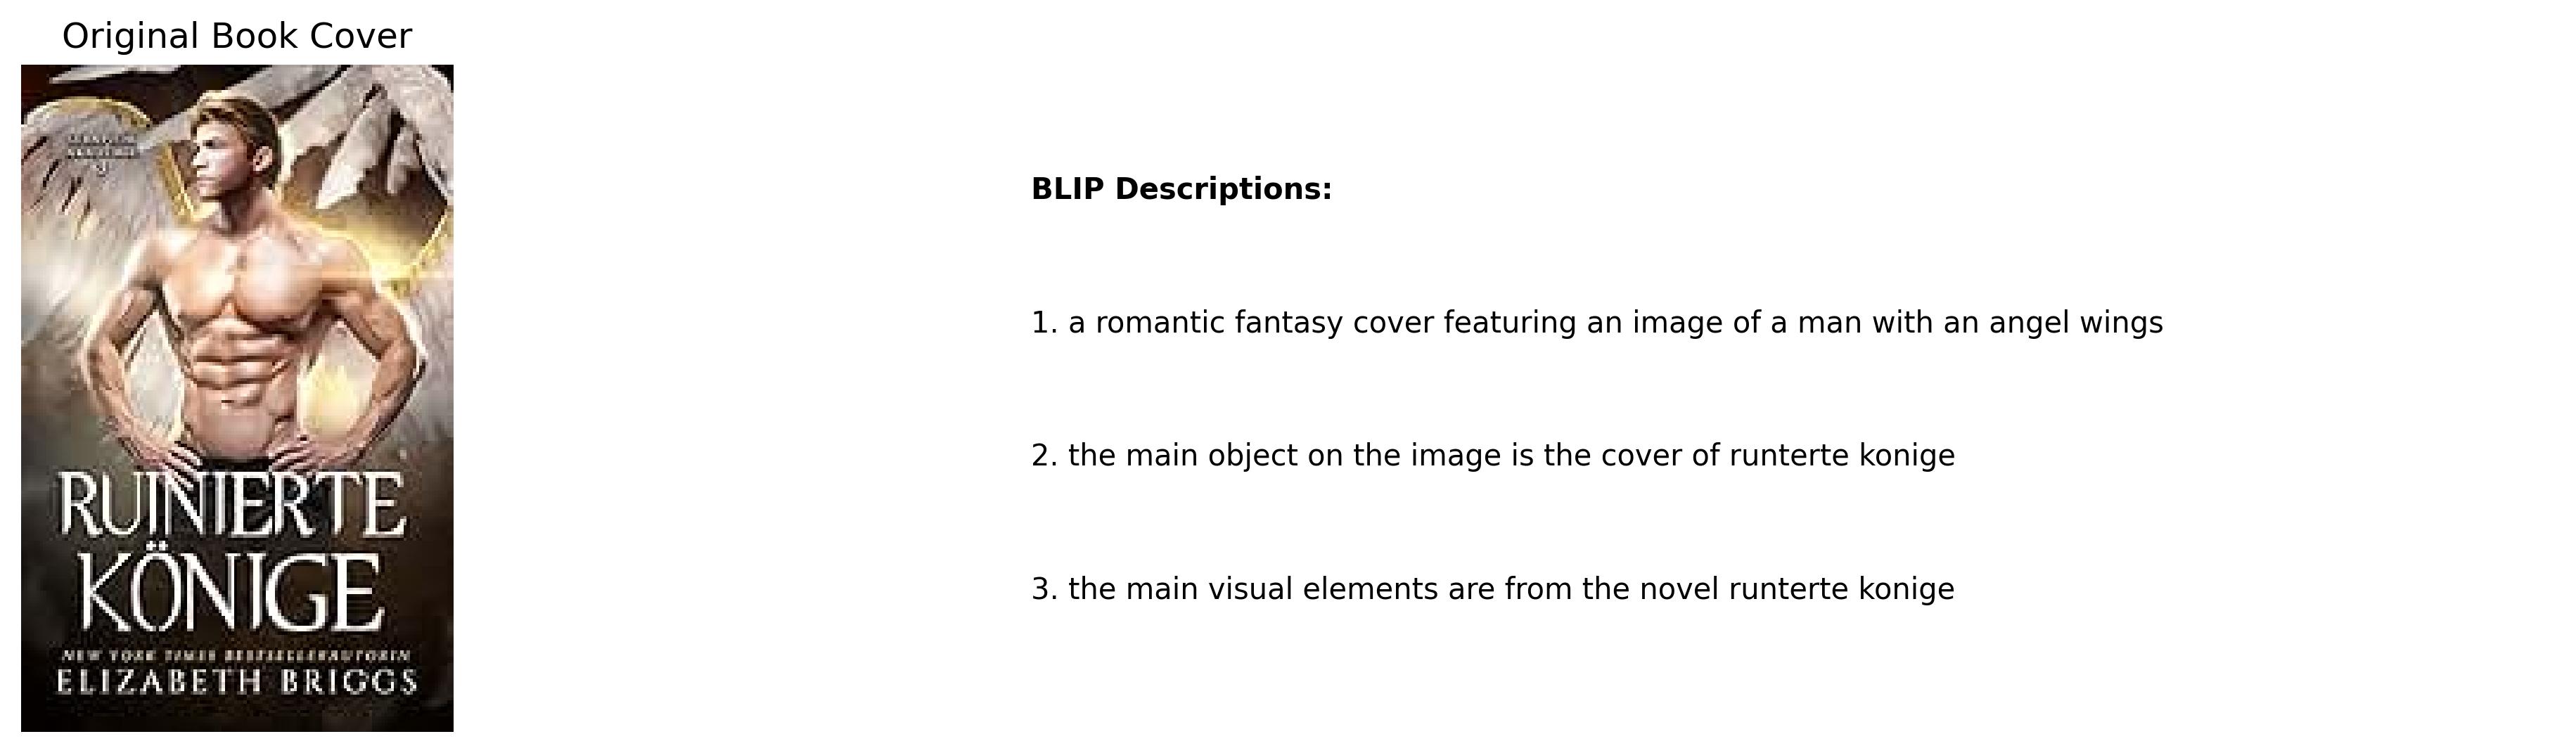 Original Book Cover
RUINIERTE
KÖNIGE
NEW YORK TIMES BESTSELLERAUTORIN
ELIZABETH BRIGGS
BLIP Descriptions:
1. a romantic fantasy cover featuring an image of a man with an angel wings
2. the main object on the image is the cover of runterte konige
3. the main visual elements are from the novel runterte konige